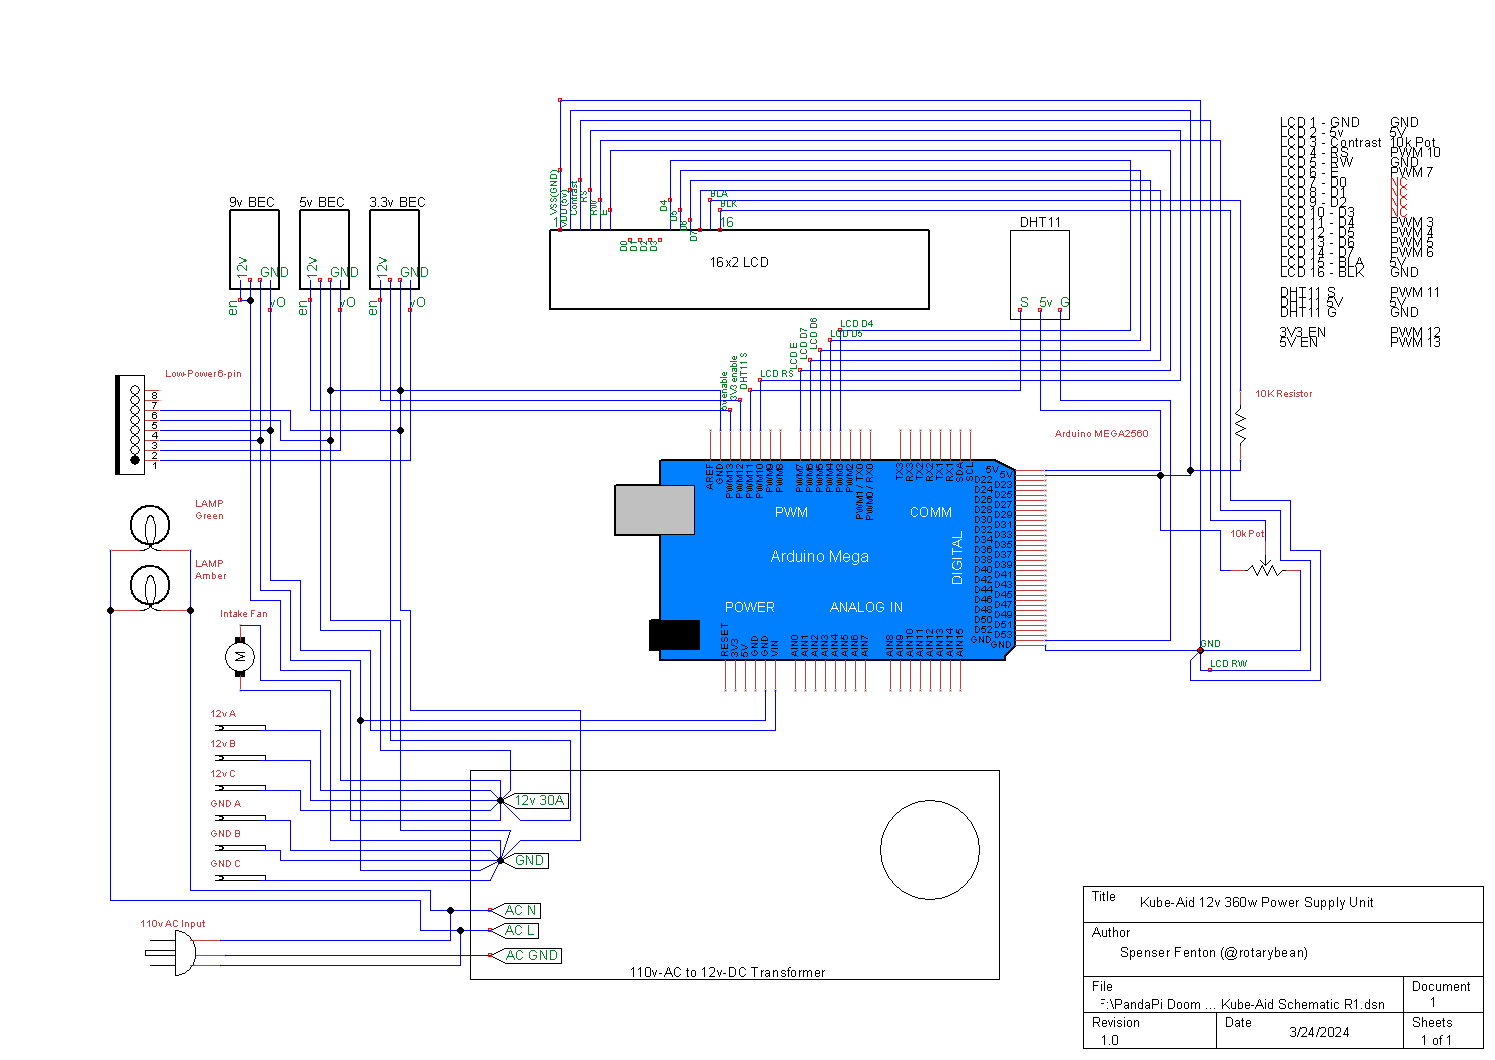 9v BEC
5v BEC
3.3v BEC
12v
GND
en
vO
12v
GND
en
vO
12v
GND
en
vO
VSS(GND)
VDD(5v)
Contrast
RS
RW
E
D4
D5
D6
D7
BLA
BLK
1
16
D0
D1
D2
D3
16x2 LCD
DHT11
S
5v
G
LCD 1 - GND GND
LCD 2 - 5v 5V
LCD 3 - Contrast 10k Pot
LCD 4 - RS PWM 10
LCD 5 - RW GND
LCD 6 - E PWM 7
LCD 7 - D0 NC
LCD 8 - D1 NC
LCD 9 - D2 NC
LCD 10 - D3 NC
LCD 11 - D4 PWM 3
LCD 12 - D5 PWM 4
LCD 13 - D6 PWM 5
LCD 14 - D7 PWM 6
LCD 15 - BLA 5V
LCD 16 - BLK GND
DHT11 S PWM 11
DHT11 5V 5V
DHT11 G GND
3V3 EN PWM 12
5V EN PWM 13
Low-Power6-pin
8
7
6
5
4
3
2
1
5v enable
3V3 enable
DHT11 S
LCD RS
LCD E
LCD D7
LCD D6
LCD D5
LCD D4
10K Resistor
Arduino MEGA2560
AREF
GND
PWM13
PWM12
PWM11
PWM10
PWM9
PWM8
PWM7
PWM6
PWM5
PWM4
PWM3
PWM2
PWM1 / TX0
PWM0 / RX0
TX3
RX3
TX2
RX2
TX1
RX1
SDA
SCL
5V
5V
D22
D23
D24
D25
D26
D27
D28
D29
D30
D31
D32
D33
D34
D35
D36
D37
D38
D39
D40
D41
D42
D43
D44
D45
D46
D47
D48
D49
D50
D51
D52
D53
GND
GND
PWM
COMM
Arduino Mega
DIGITAL
POWER
ANALOG IN
RESET
3V3
5V
GND
GND
VIN
AIN0
AIN1
AIN2
AIN3
AIN4
AIN5
AIN6
AIN7
AIN8
AIN9
AIN10
AIN11
AIN12
AIN13
AIN14
AIN15
10k Pot
GND
LCD RW
LAMP
Green
LAMP
Amber
Intake Fan
M
12v A
12v B
12v C
GND A
GND B
GND C
12v 30A
GND
AC N
AC L
AC GND
110v AC Input
110v-AC to 12v-DC Transformer
Title
Kube-Aid 12v 360w Power Supply Unit
Author
Spenser Fenton (@rotarybean)
File
F:\PandaPi Doom ... Kube-Aid Schematic R1.dsn
Document
1
Revision
1.0
Date
3/24/2024
Sheets
1 of 1